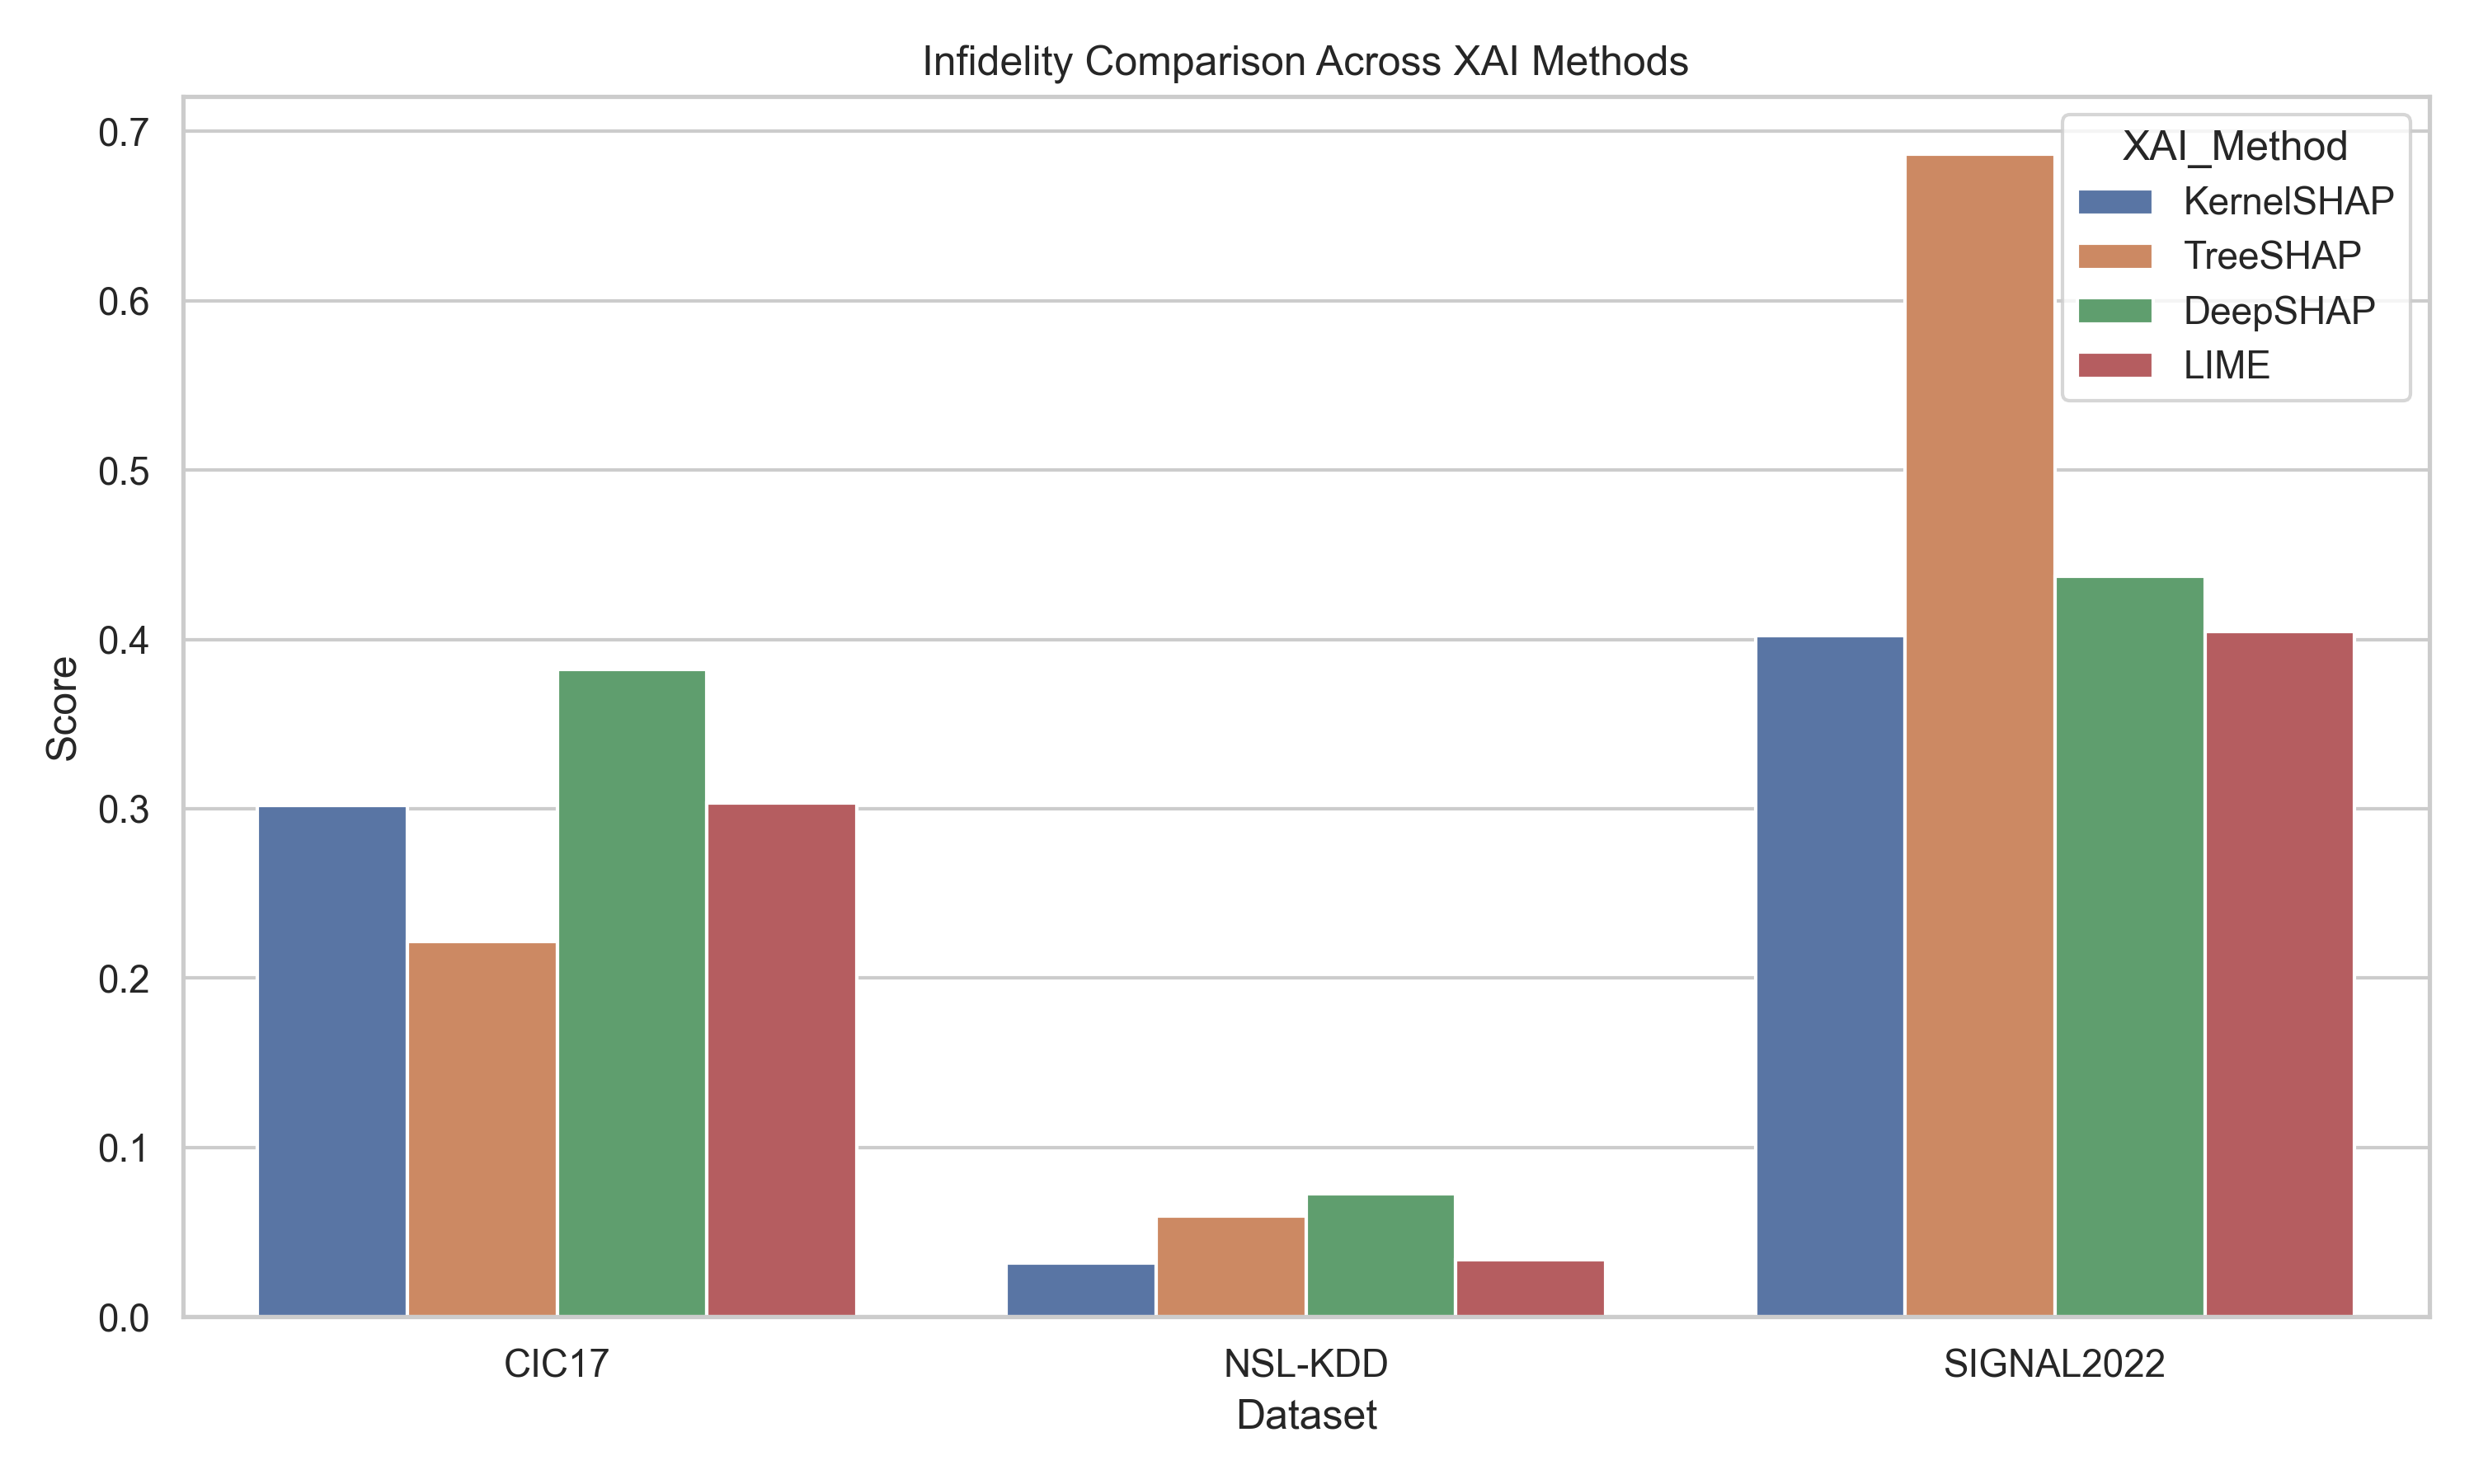 Infidelity Comparison Across XAI Methods
XAI_Method
KernelSHAP
TreeSHAP
DeepSHAP
LIME
Score
0.7
0.6
0.5
0.4
0.3
0.2
0.1
0.0
CIC17
NSL-KDD
SIGNAL2022
Dataset